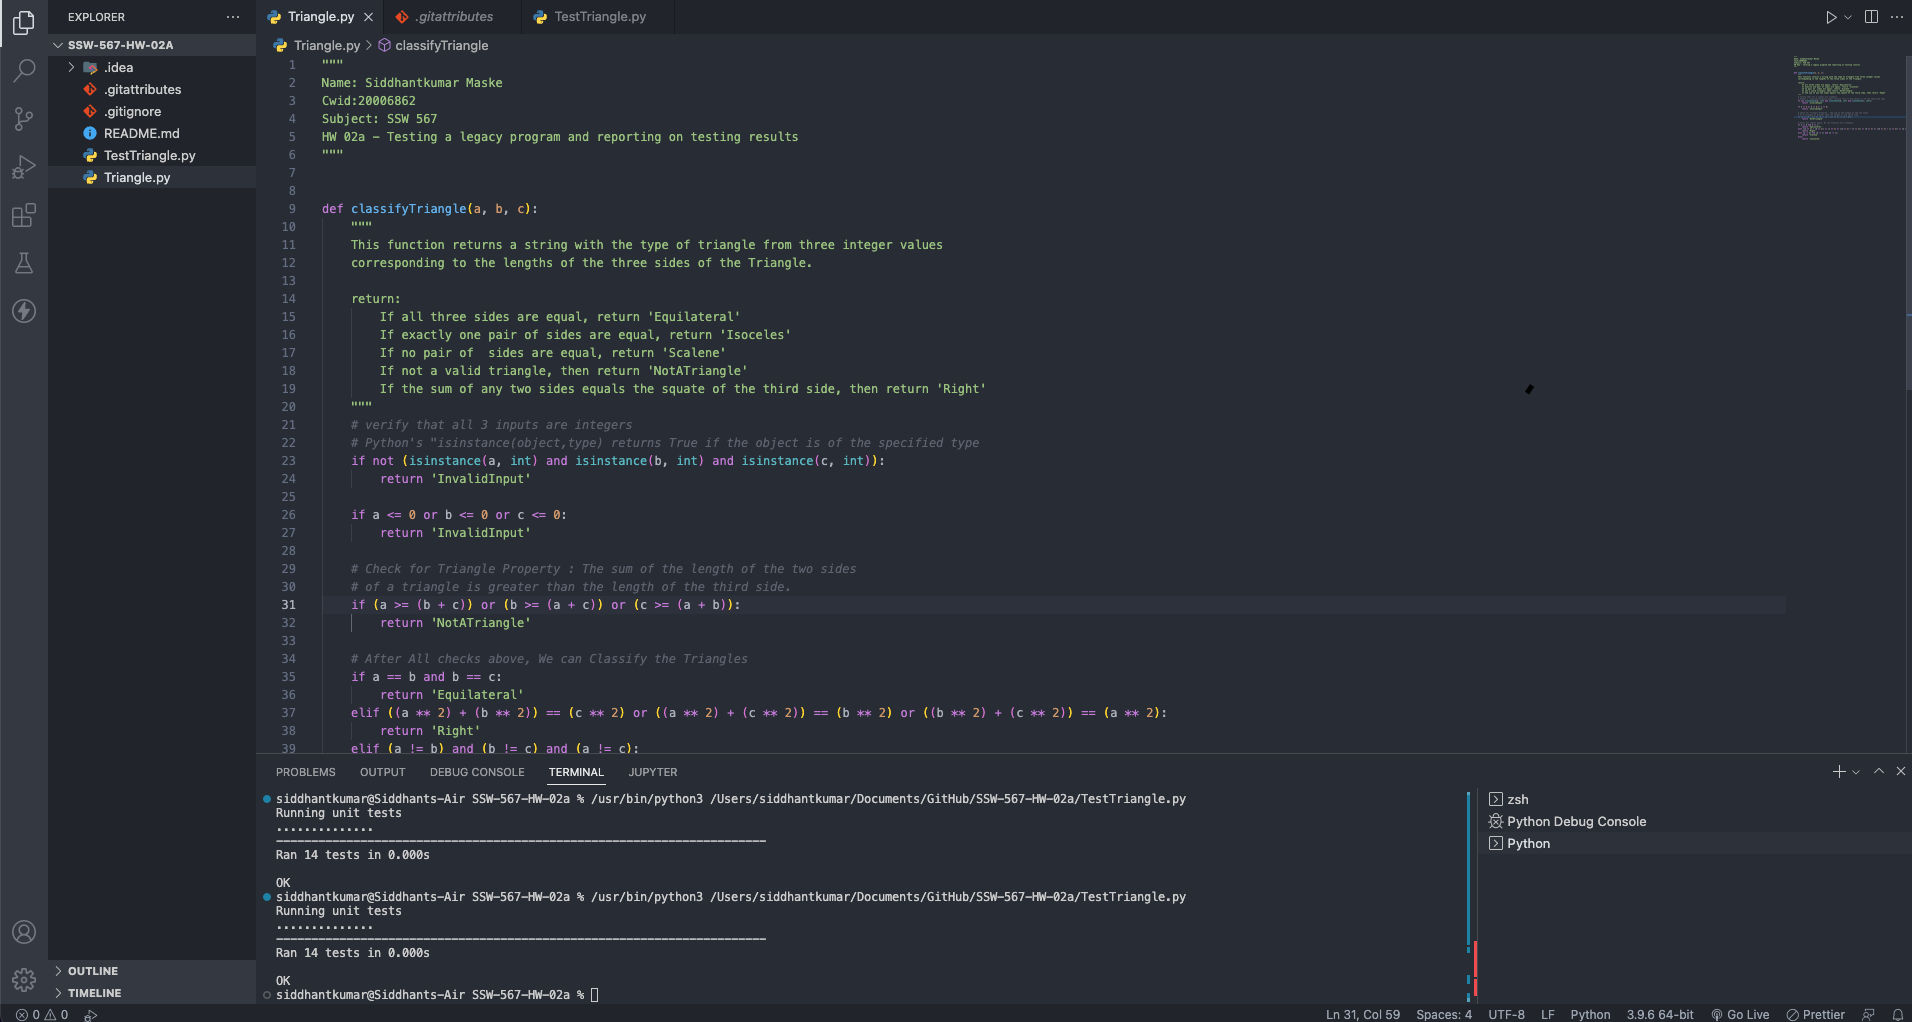 EXPLORER
SSW-567-HW-02A
.idea
.gitattributes
.gitignore
README.md
TestTriangle.py
Triangle.py
OUTLINE
TIMELINE
Triangle.py
.gitattributes
TestTriangle.py
Triangle.py > classifyTriangle
1 """
2 Name: Siddhantkumar Maske
3 Cwid:20006862
4 Subject: SSW 567
5 HW 02a - Testing a legacy program and reporting on testing results
6 """
7
8
9 def classifyTriangle(a, b, c):
10     """
11     This function returns a string with the type of triangle from three integer values
12     corresponding to the lengths of the three sides of the Triangle.
13
14     return:
15         If all three sides are equal, return 'Equilateral'
16         If exactly one pair of sides are equal, return 'Isoceles'
17         If no pair of  sides are equal, return 'Scalene'
18         If not a valid triangle, then return 'NotATriangle'
19         If the sum of any two sides equals the squate of the third side, then return 'Right'
20     """
21     # verify that all 3 inputs are integers
22     # Python's "isinstance(object,type) returns True if the object is of the specified type
23     if not (isinstance(a, int) and isinstance(b, int) and isinstance(c, int)):
24         return 'InvalidInput'
25
26     if a <= 0 or b <= 0 or c <= 0:
27         return 'InvalidInput'
28
29     # Check for Triangle Property : The sum of the length of the two sides
30     # of a triangle is greater than the length of the third side.
31     if (a >= (b + c)) or (b >= (a + c)) or (c >= (a + b)):
32         return 'NotATriangle'
33
34     # After All checks above, We can Classify the Triangles
35     if a == b and b == c:
36         return 'Equilateral'
37     elif ((a ** 2) + (b ** 2)) == (c ** 2) or ((a ** 2) + (c ** 2)) == (b ** 2) or ((b ** 2) + (c ** 2)) == (a ** 2):
38         return 'Right'
39     elif (a != b) and (b != c) and (a != c):
PROBLEMS OUTPUT DEBUG CONSOLE TERMINAL JUPYTER
siddhantkumar@Siddhants-Air SSW-567-HW-02a % /usr/bin/python3 /Users/siddhantkumar/Documents/GitHub/SSW-567-HW-02a/TestTriangle.py
Running unit tests
..............
----------------------------------------------------------------------
Ran 14 tests in 0.000s
OK
siddhantkumar@Siddhants-Air SSW-567-HW-02a % /usr/bin/python3 /Users/siddhantkumar/Documents/GitHub/SSW-567-HW-02a/TestTriangle.py
Running unit tests
..............
----------------------------------------------------------------------
Ran 14 tests in 0.000s
OK
siddhantkumar@Siddhants-Air SSW-567-HW-02a %
zsh
Python Debug Console
Python
0 0
Ln 31, Col 59 Spaces: 4 UTF-8 LF Python 3.9.6 64-bit Go Live Prettier